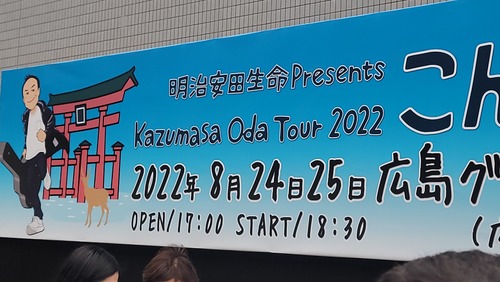 明治安田生命Presents
Kazumasa Oda Tour 2022
こん
2022年 8月24日25日 広島グ
OPEN/17:00 START/18:30